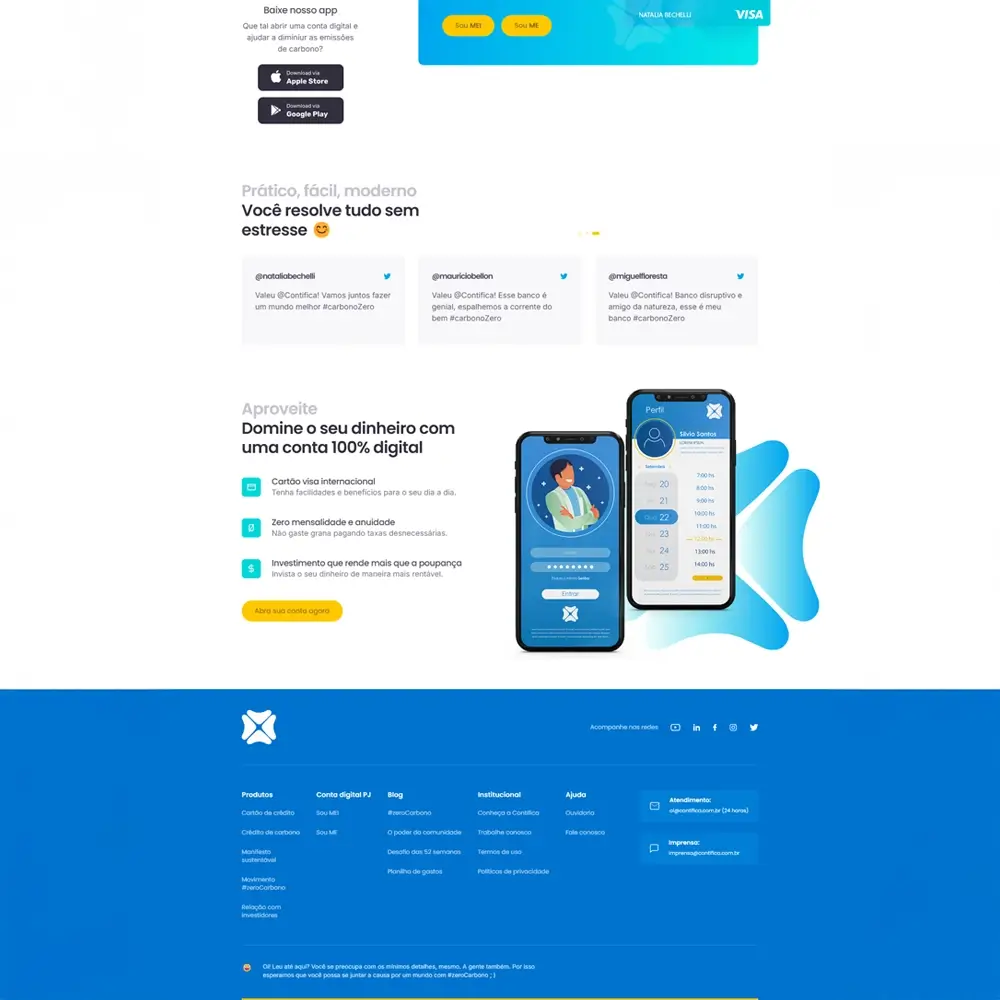 Baixe nosso app
Que tal abrir uma conta digital e
ajudar a diminiur as emissões
de carbono?
Download via
Apple Store
Download via
Google Play
Sou MEI
Sou ME
NATALIA BECHELLI
VISA
Prático, fácil, moderno
Você resolve tudo sem
estresse 😊
@nataliabechelli
Valeu @Contifica! Vamos juntos fazer
um mundo melhor #carbonoZero
@mauriciobellon
Valeu @Contifica! Esse banco é
genial, espalhemos a corrente do
bem #carbonoZero
@miguelfloresta
Valeu @Contifica! Banco disruptivo e
amigo da natureza, esse é meu
banco #carbonoZero
Aproveite
Domine o seu dinheiro com
uma conta 100% digital
Cartão visa internacional
Tenha facilidades e benefícios para o seu dia a dia.
Zero mensalidade e anuidade
Não gaste grana pagando taxas desnecessárias.
Investimento que rende mais que a poupança
Invista o seu dinheiro de maneira mais rentável.
Abra sua conta agora
Entrar
Perfil
Silvio Santos
Setembro
20
21
22
23
24
25
7:00 hs
8:00 hs
9:00 hs
10:00 hs
11:00 hs
12:00 hs
13:00 hs
14:00 hs
Acompanhe nas redes
Produtos
Cartão de crédito
Crédito de carbono
Manifesto
sustentável
Movimento
#zeroCarbono
Relação com
investidores
Conta digital PJ
Sou MEI
Sou ME
Blog
#zeroCarbono
O poder da comunidade
Desafio das 52 semanas
Planilha de gastos
Institucional
Conheça a Contifica
Trabalhe conosco
Termos de uso
Políticas de privacidade
Ajuda
Ouvidoria
Fale conosco
Atendimento:
oi@contifica.com.br (24 horas)
Imprensa:
imprensa@contifica.com.br
Oi! Leu até aqui? Você se preocupa com os mínimos detalhes, mesmo. A gente também. Por isso
esperamos que você possa se juntar a causa por um mundo com #zeroCarbono ; )